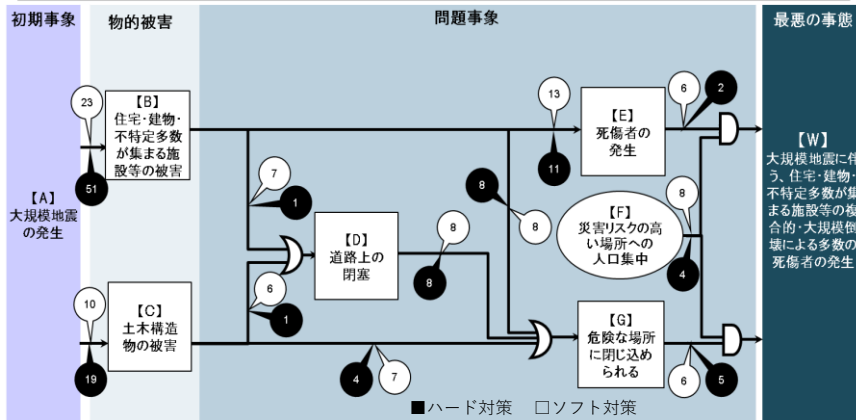 初期事象
物的被害
問題事象
最悪の事態
【A】
大規模地震
の発生
23
51
【B】
住宅・建物・
不特定多数
が集まる施
設等の被害
10
19
【C】
土木構造
物の被害
7
1
6
1
【D】
道路上の
閉塞
8
8
4
7
8
8
13
11
【E】
死傷者の
発生
6
2
【F】
災害リスクの高
い場所への
人口集中
8
4
【G】
危険な場所
に閉じ込め
られる
6
5
【W】
大規模地震に伴
う、住宅・建物・
不特定多数が集
まる施設等の複
合的・大規模倒
壊による多数の
死傷者の発生
■ハード対策 □ソフト対策